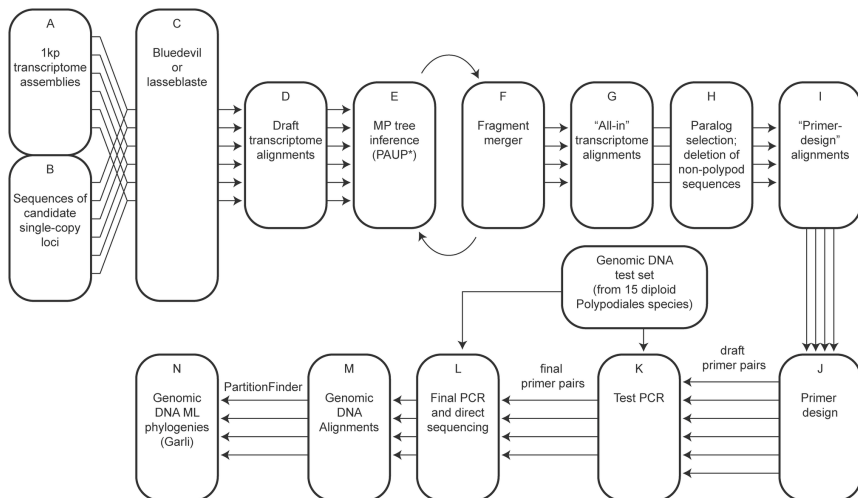 A
1kp
transcriptome
assemblies
B
Sequences of
candidate
single-copy
loci
C
Bluedevil
or
lasseblaste
D
Draft
transcriptome
alignments
E
MP tree
inference
(PAUP*)
F
Fragment
merger
G
“All-in”
transcriptome
alignments
H
Paralog
selection;
deletion of
non-polypod
sequences
I
“Primer-
design”
alignments
Genomic DNA
test set
(from 15 diploid
Polypodiales species)
draft
primer pairs
J
Primer
design
final
primer pairs
K
Test PCR
L
Final PCR
and direct
sequencing
M
Genomic
DNA
Alignments
PartitionFinder
N
Genomic
DNA ML
phylogenies
(Garli)